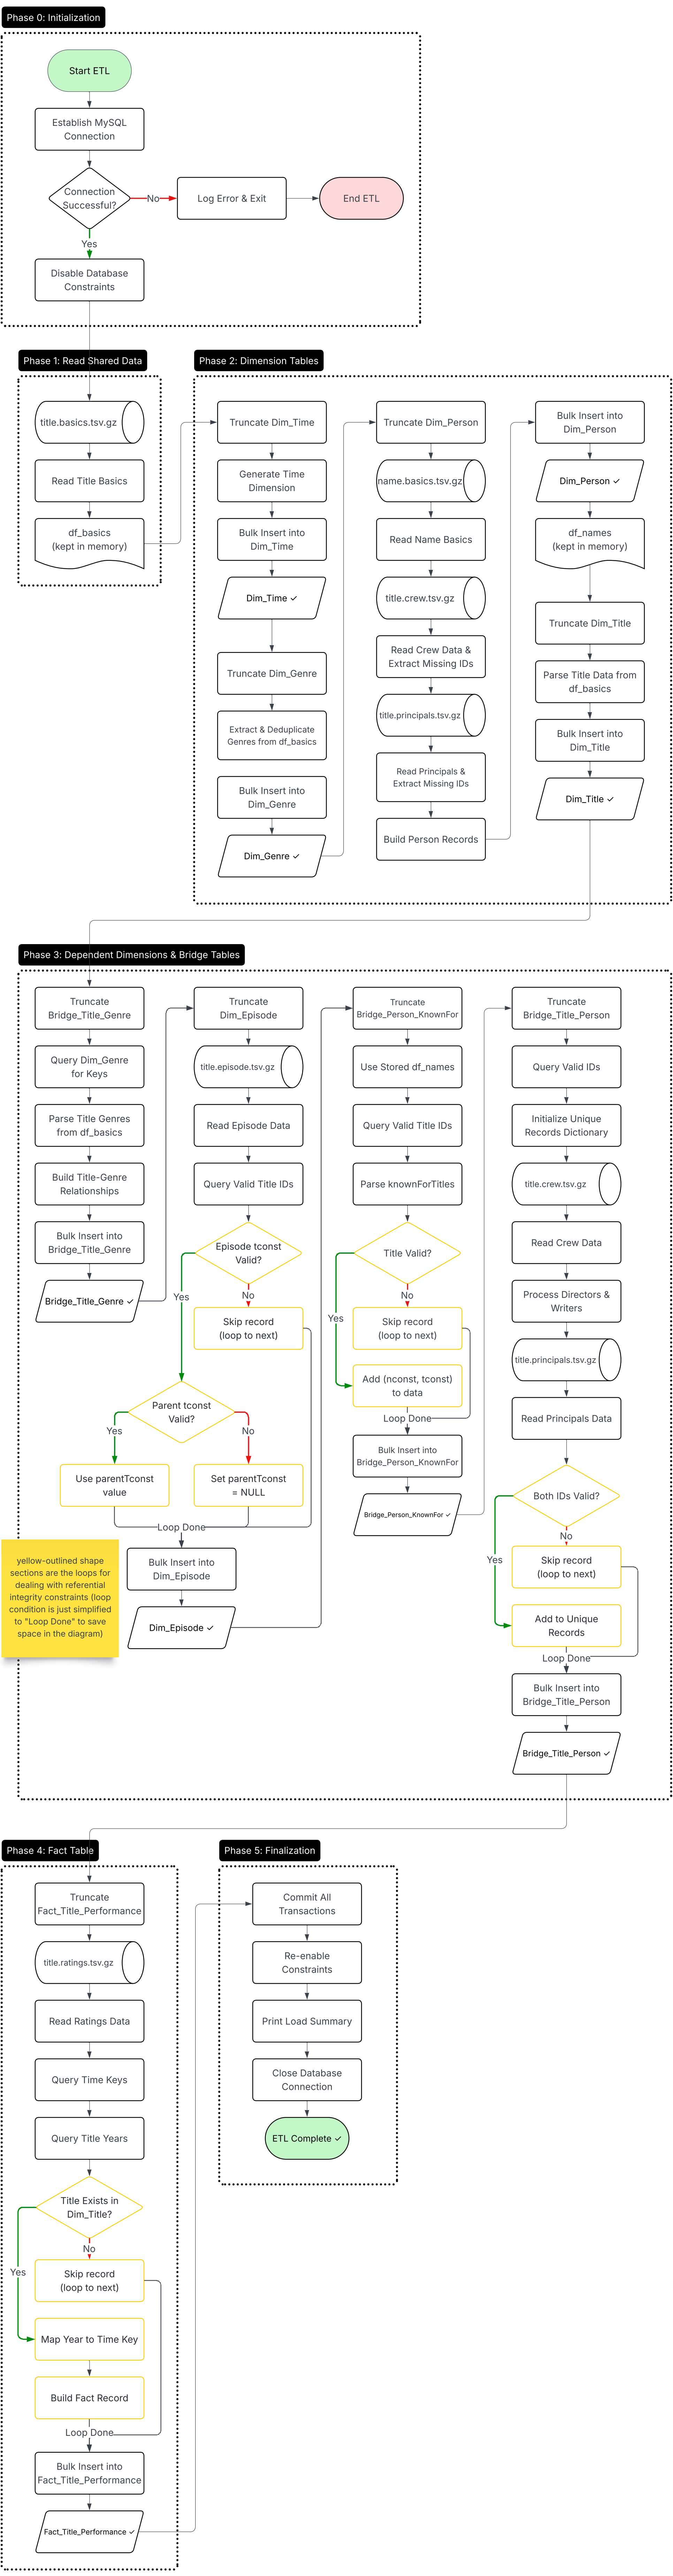 Phase 0: Initialization
Start ETL
Establish MySQL
Connection
Connection
Successful?
No
Log Error & Exit
End ETL
Yes
Disable Database
Constraints
Phase 1: Read Shared Data
title.basics.tsv.gz
Read Title Basics
df_basics
(kept in memory)
Phase 2: Dimension Tables
Truncate Dim_Time
Generate Time
Dimension
Bulk Insert into
Dim_Time
Dim_Time ✓
Truncate Dim_Genre
Extract & Deduplicate
Genres from df_basics
Bulk Insert into
Dim_Genre
Dim_Genre ✓
Truncate Dim_Person
name.basics.tsv.gz
Read Name Basics
title.crew.tsv.gz
Read Crew Data &
Extract Missing IDs
title.principals.tsv.gz
Read Principals &
Extract Missing IDs
Build Person Records
Bulk Insert into
Dim_Person
Dim_Person ✓
df_names
(kept in memory)
Truncate Dim_Title
Parse Title Data from
df_basics
Bulk Insert into
Dim_Title
Dim_Title ✓
Phase 3: Dependent Dimensions & Bridge Tables
Truncate
Bridge_Title_Genre
Query Dim_Genre
for Keys
Parse Title Genres
from df_basics
Build Title-Genre
Relationships
Bulk Insert into
Bridge_Title_Genre
Bridge_Title_Genre ✓
Truncate
Dim_Episode
title.episode.tsv.gz
Read Episode Data
Query Valid Title IDs
Episode tconst
Valid?
Yes
No
Skip record
(loop to next)
Parent tconst
Valid?
Yes
No
Use parentTconst
value
Set parentTconst
= NULL
Loop Done
Bulk Insert into
Dim_Episode
Dim_Episode ✓
yellow-outlined shape
sections are the loops for
dealing with referential
integrity constraints (loop
condition is just simplified
to "Loop Done" to save
space in the diagram)
Truncate
Bridge_Person_KnownFor
Use Stored df_names
Query Valid Title IDs
Parse knownForTitles
Title Valid?
No
Yes
Skip record
(loop to next)
Add (nconst, tconst)
to data
Loop Done
Bulk Insert into
Bridge_Person_KnownFor
Bridge_Person_KnownFor ✓
Truncate
Bridge_Title_Person
Query Valid IDs
Initialize Unique
Records Dictionary
title.crew.tsv.gz
Read Crew Data
Process Directors &
Writers
title.principals.tsv.gz
Read Principals Data
Both IDs Valid?
No
Yes
Skip record
(loop to next)
Add to Unique
Records
Loop Done
Bulk Insert into
Bridge_Title_Person
Bridge_Title_Person ✓
Phase 4: Fact Table
Truncate
Fact_Title_Performance
title.ratings.tsv.gz
Read Ratings Data
Query Time Keys
Query Title Years
Title Exists in
Dim_Title?
No
Yes
Skip record
(loop to next)
Map Year to Time Key
Build Fact Record
Loop Done
Bulk Insert into
Fact_Title_Performance
Fact_Title_Performance ✓
Phase 5: Finalization
Commit All
Transactions
Re-enable
Constraints
Print Load Summary
Close Database
Connection
ETL Complete ✓